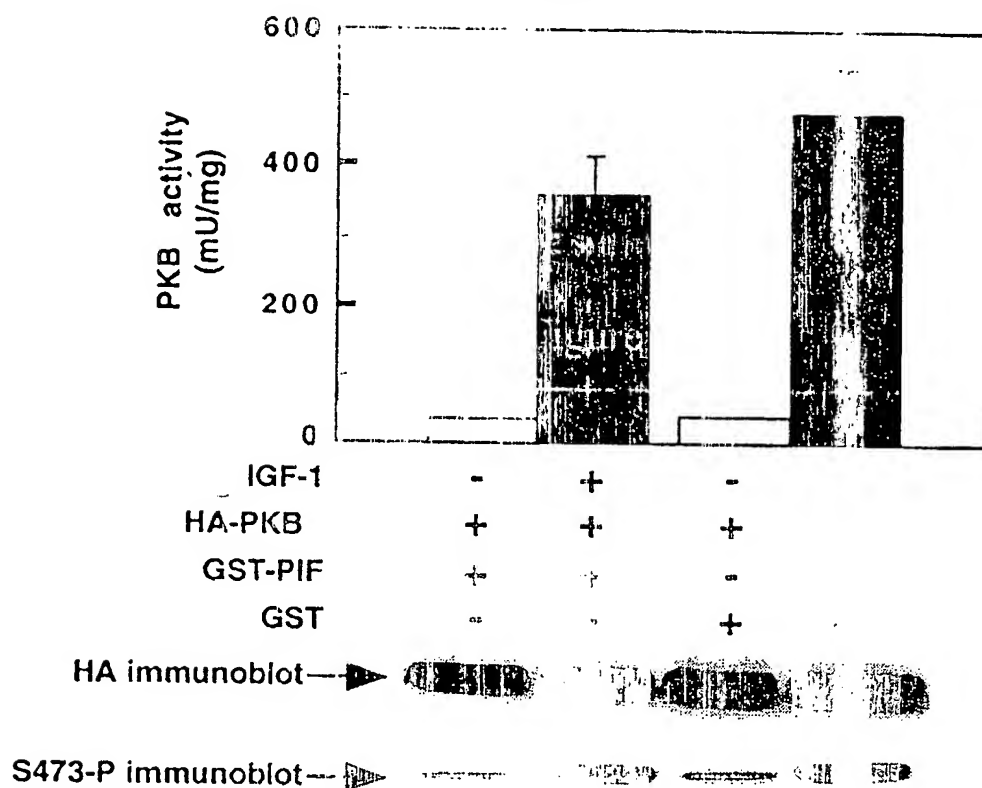 600
400
200
0
PKB activity
(mU/mg)
IGF-1 - + -
HA-PKB + + +
GST-PIF + + -
GST - - +
HA immunoblot
S473-P immunoblot